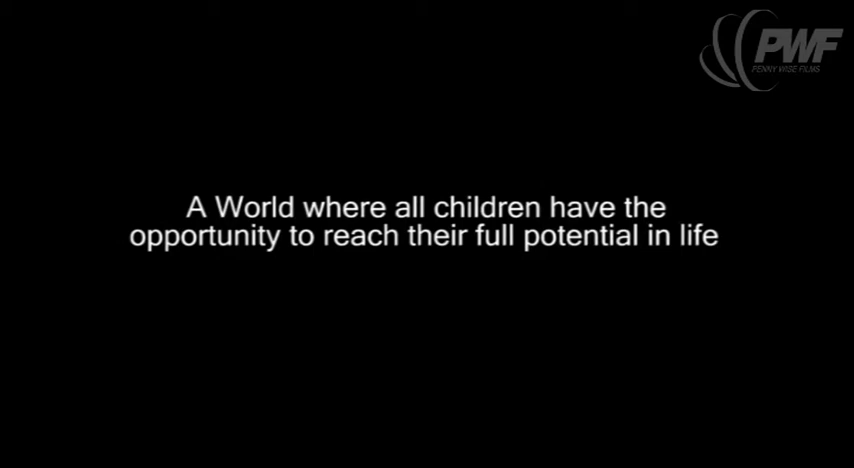 PWF
PENNY WISE FILMS
A World where all children have the
opportunity to reach their full potential in life